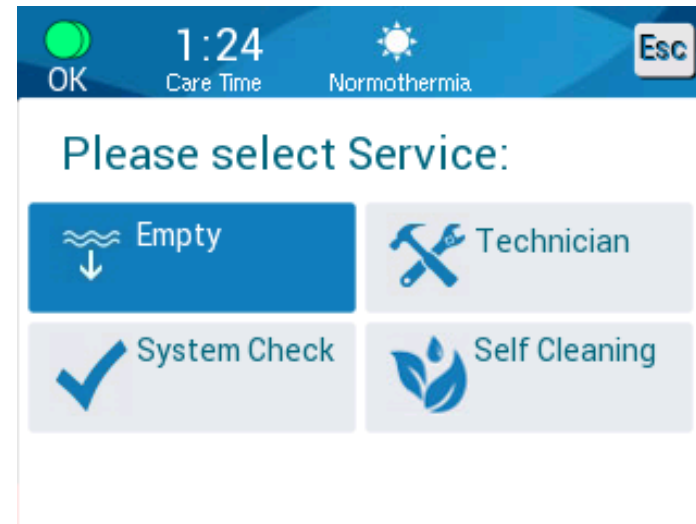 1:24
Esc
OK
Care Time
Normothermia
Please select Service:
Empty
Technician
System Check
Self Cleaning